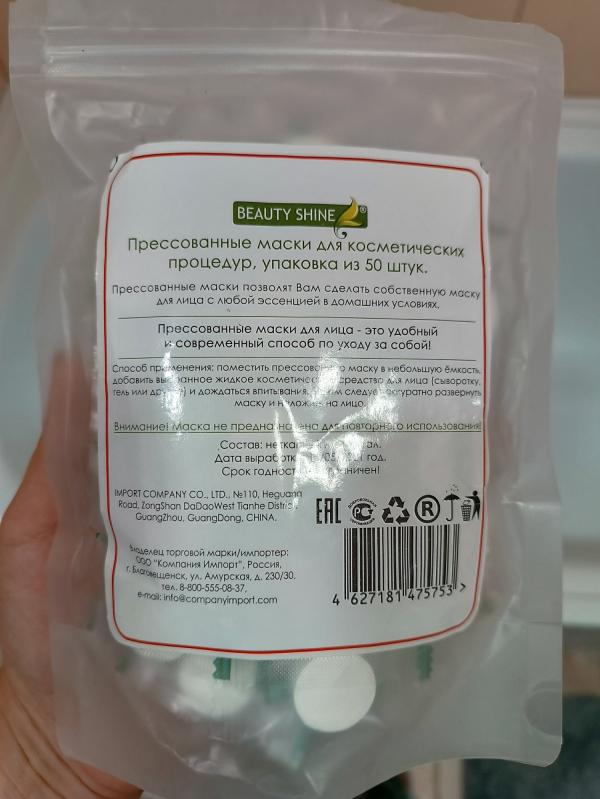 BEAUTY SHINE ®
Прессованные маски для косметических
процедур, упаковка из 50 штук.
Прессованные маски позволят Вам сделать собственную маску
для лица с любой эссенцией в домашних условиях.
Прессованные маски для лица - это удобный
и современный способ по уходу за собой!
Способ применения: поместить прессованную маску в небольшую ёмкость,
добавить выбранное жидкое косметическое средство для лица (сыворотку,
гель или другое) и дождаться впитывания. Затем следует аккуратно развернуть
маску и наложить на лицо.
Внимание! Маска не предназначена для повторного использования!
Состав: нетканый материал.
Дата выработки: год.
Срок годности: не ограничен!
IMPORT COMPANY CO., LTD., №110, Heguang
Road, ZongShan DaDaoWest Tianhe District,
GuangZhou, GuangDong, CHINA.
Владелец торговой марки/импортер:
ООО "Компания Импорт", Россия,
г. Благовещенск, ул. Амурская, д. 230/30,
тел. 8-800-555-08-37,
e-mail: info@companyimport.com
EAC
®
4 627181 475753 >